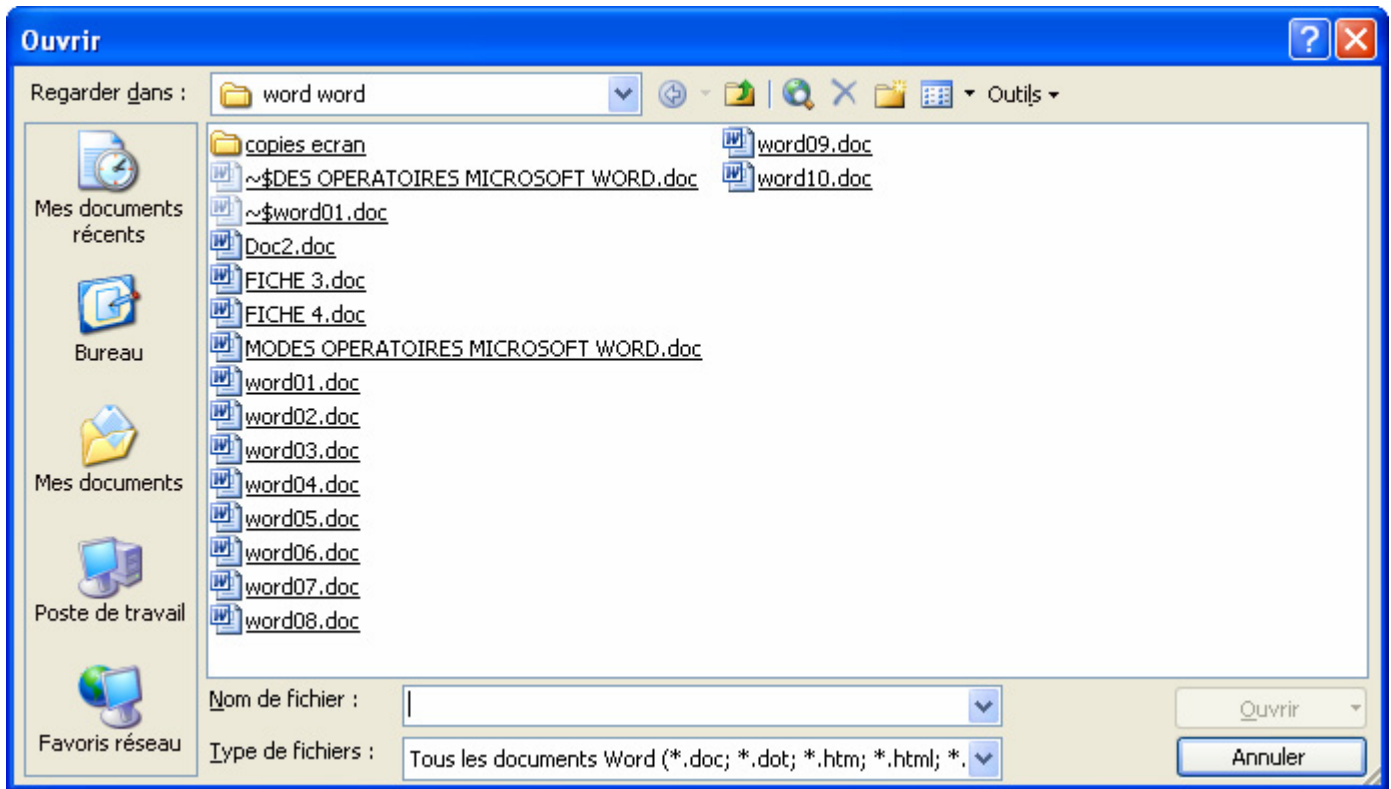 Ouvrir
Regarder dans :
word word
Outils
Mes documents
récents
Bureau
Mes documents
Poste de travail
Favoris réseau
copies ecran
~$DES OPERATOIRES MICROSOFT WORD.doc
~$word01.doc
Doc2.doc
FICHE 3.doc
FICHE 4.doc
MODES OPERATOIRES MICROSOFT WORD.doc
word01.doc
word02.doc
word03.doc
word04.doc
word05.doc
word06.doc
word07.doc
word08.doc
word09.doc
word10.doc
Nom de fichier :
Ouvrir
Type de fichiers :
Tous les documents Word (*.doc; *.dot; *.htm; *.html; *.
Annuler